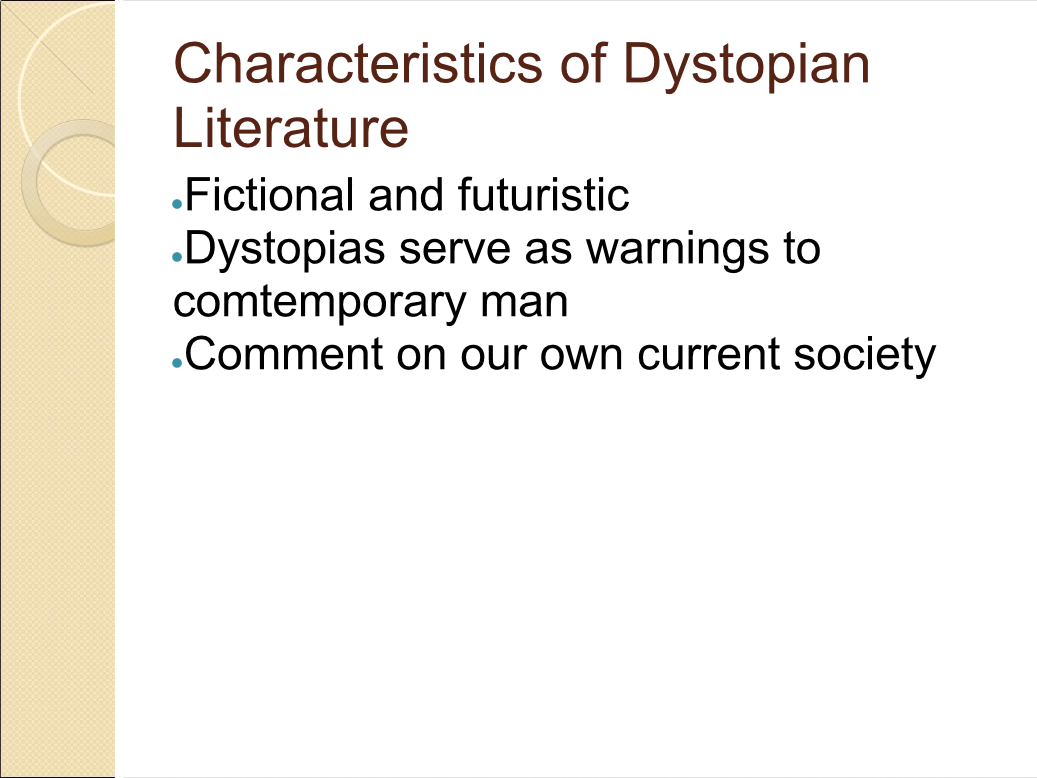 Characteristics of Dystopian
Literature
●Fictional and futuristic
●Dystopias serve as warnings to
comtemporary man
●Comment on our own current society